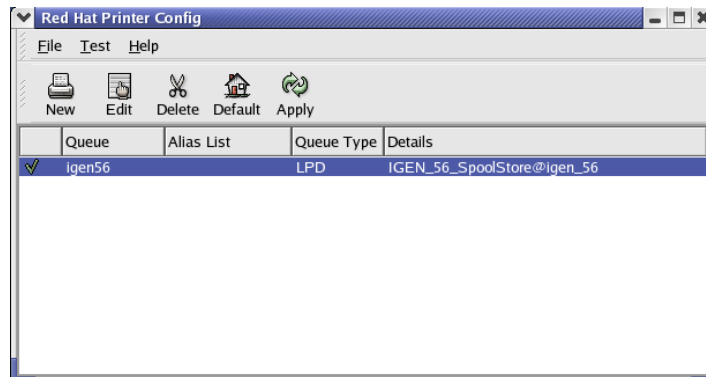 Red Hat Printer Config
File Test Help
New Edit Delete Default Apply
Queue Alias List Queue Type Details
igen56 LPD IGEN_56_SpoolStore@igen_56